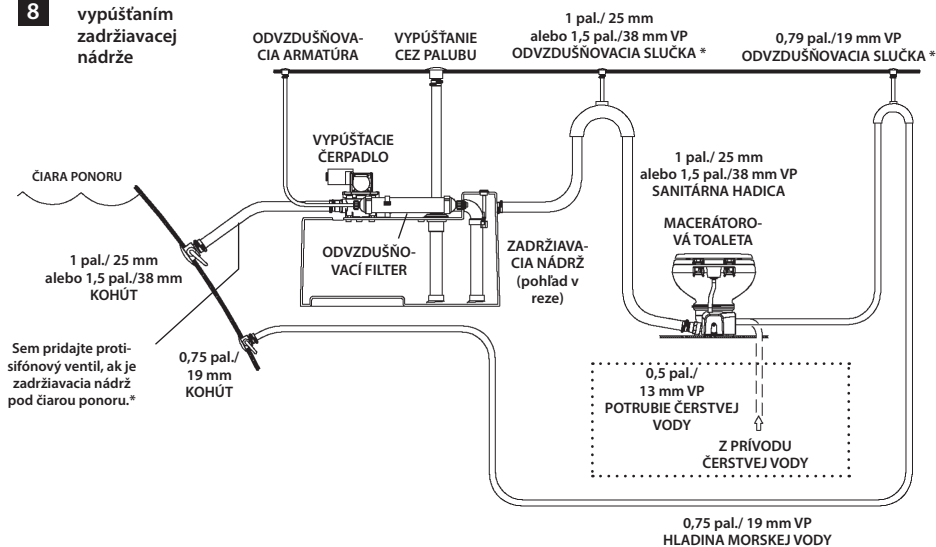 8
vypúšťaním
zadržiavacej
nádrže
ODVZDUŠŇOVA-
CIA ARMATÚRA
VYPÚŠŤANIE
CEZ PALUBU
1 pal./ 25 mm
alebo 1,5 pal./38 mm VP
ODVZDUŠŇOVACIA SLUČKA *
0,79 pal./19 mm VP
ODVZDUŠŇOVACIA SLUČKA *
ČIARA PONORU
VYPÚŠŤACIE
ČERPADLO
1 pal./ 25 mm
alebo 1,5 pal./38 mm VP
SANITÁRNA HADICA
MACERÁTORO-
VÁ TOALETA
ODVZDUŠŇO-
VACÍ FILTER
ZADRŽIAVA-
CIA NÁDRŽ
(pohľad v
reze)
1 pal./ 25 mm
alebo 1,5 pal./38 mm
KOHÚT
Sem pridajte proti-
sifónový ventil, ak je
zadržiavacia nádrž
pod čiarou ponoru.*
0,75 pal./
19 mm
KOHÚT
0,5 pal./
13 mm VP
POTRUBIE ČERSTVEJ
VODY
Z PRÍVODU
ČERSTVEJ VODY
0,75 pal./ 19 mm VP
HLADINA MORSKEJ VODY